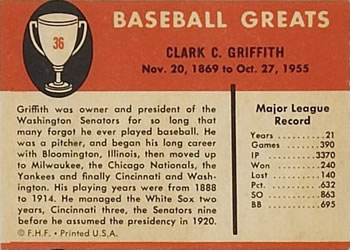 36
BASEBALL GREATS
CLARK C. GRIFFITH
Nov. 20, 1869 to Oct. 27, 1955
Griffith was owner and president of the
Washington Senators for so long that
many forgot he ever played baseball. He
was a pitcher, and began his long career
with Bloomington, Illinois, then moved up
to Milwaukee, the Chicago Nationals, the
Yankees and finally Cincinnati and Wash-
ington. His playing years were from 1888
to 1914. He managed the White Sox two
years, Cincinnati three, the Senators nine
before he assumed the presidency in 1920.
© F.H.F. • Printed U.S.A.
Major League
Record
Years 21
Games 390
IP 3370
Won 240
Lost 140
Pct. .632
SO 863
BB 695